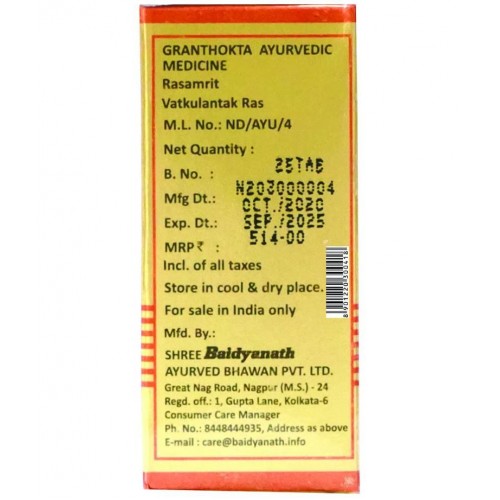 GRANTHOKTA AYURVEDIC
MEDICINE
Rasamrit
Vatkulantak Ras
M.L. No.: ND/AYU/4
Net Quantity : 25TAB
B. No. : N203000004
Mfg Dt.: OCT./2020
Exp. Dt.: SEP./2025
MRP ₹ : 514-00
Incl. of all taxes
Store in cool & dry place.
For sale in India only
Mfd. By.:
SHREE Baidyanath
AYURVED BHAWAN PVT. LTD.
Great Nag Road, Nagpur (M.S.) - 24
Regd. off.: 1, Gupta Lane, Kolkata-6
Consumer Care Manager
Ph. No.: 8448444935, Address as above
E-mail : care@baidyanath.info
8901220300418